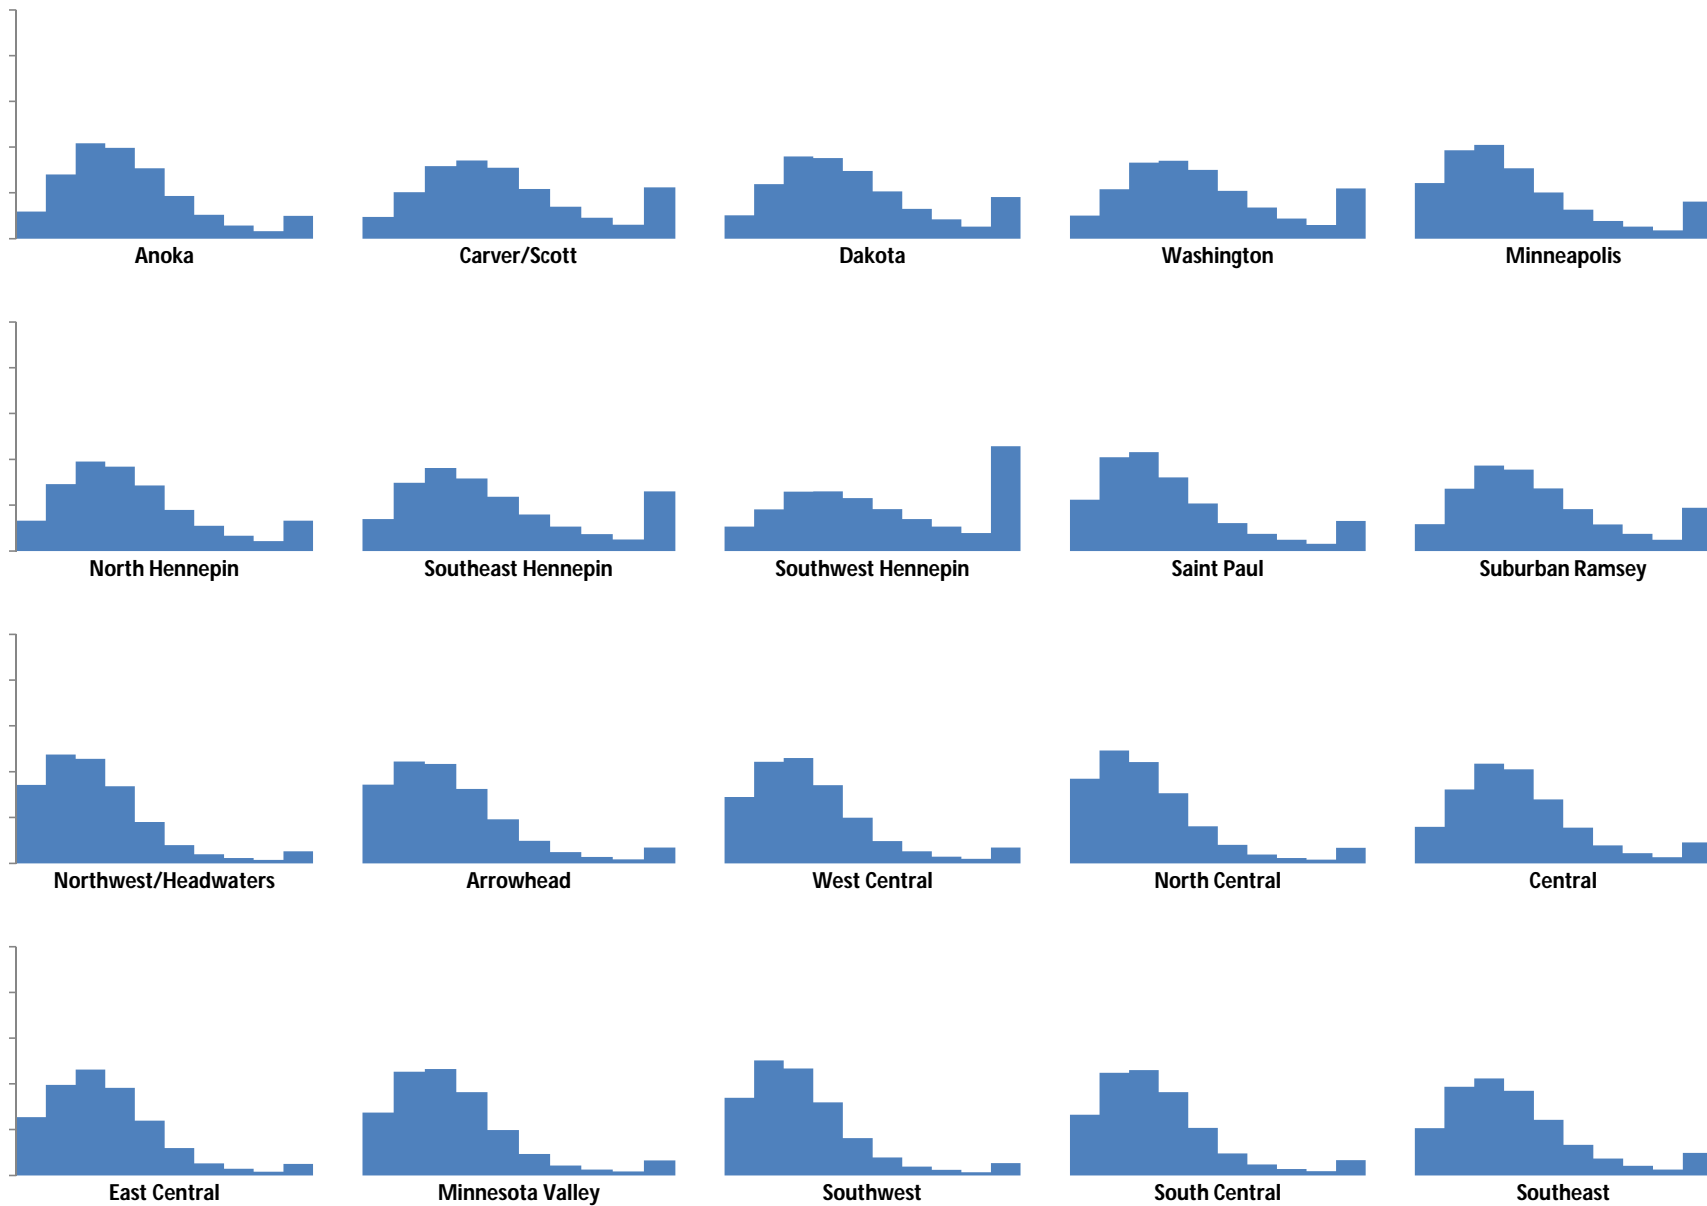 Anoka
Carver/Scott
Dakota
Washington
Minneapolis
North Hennepin
Southeast Hennepin
Southwest Hennepin
Saint Paul
Suburban Ramsey
Northwest/Headwaters
Arrowhead
West Central
North Central
Central
East Central
Minnesota Valley
Southwest
South Central
Southeast